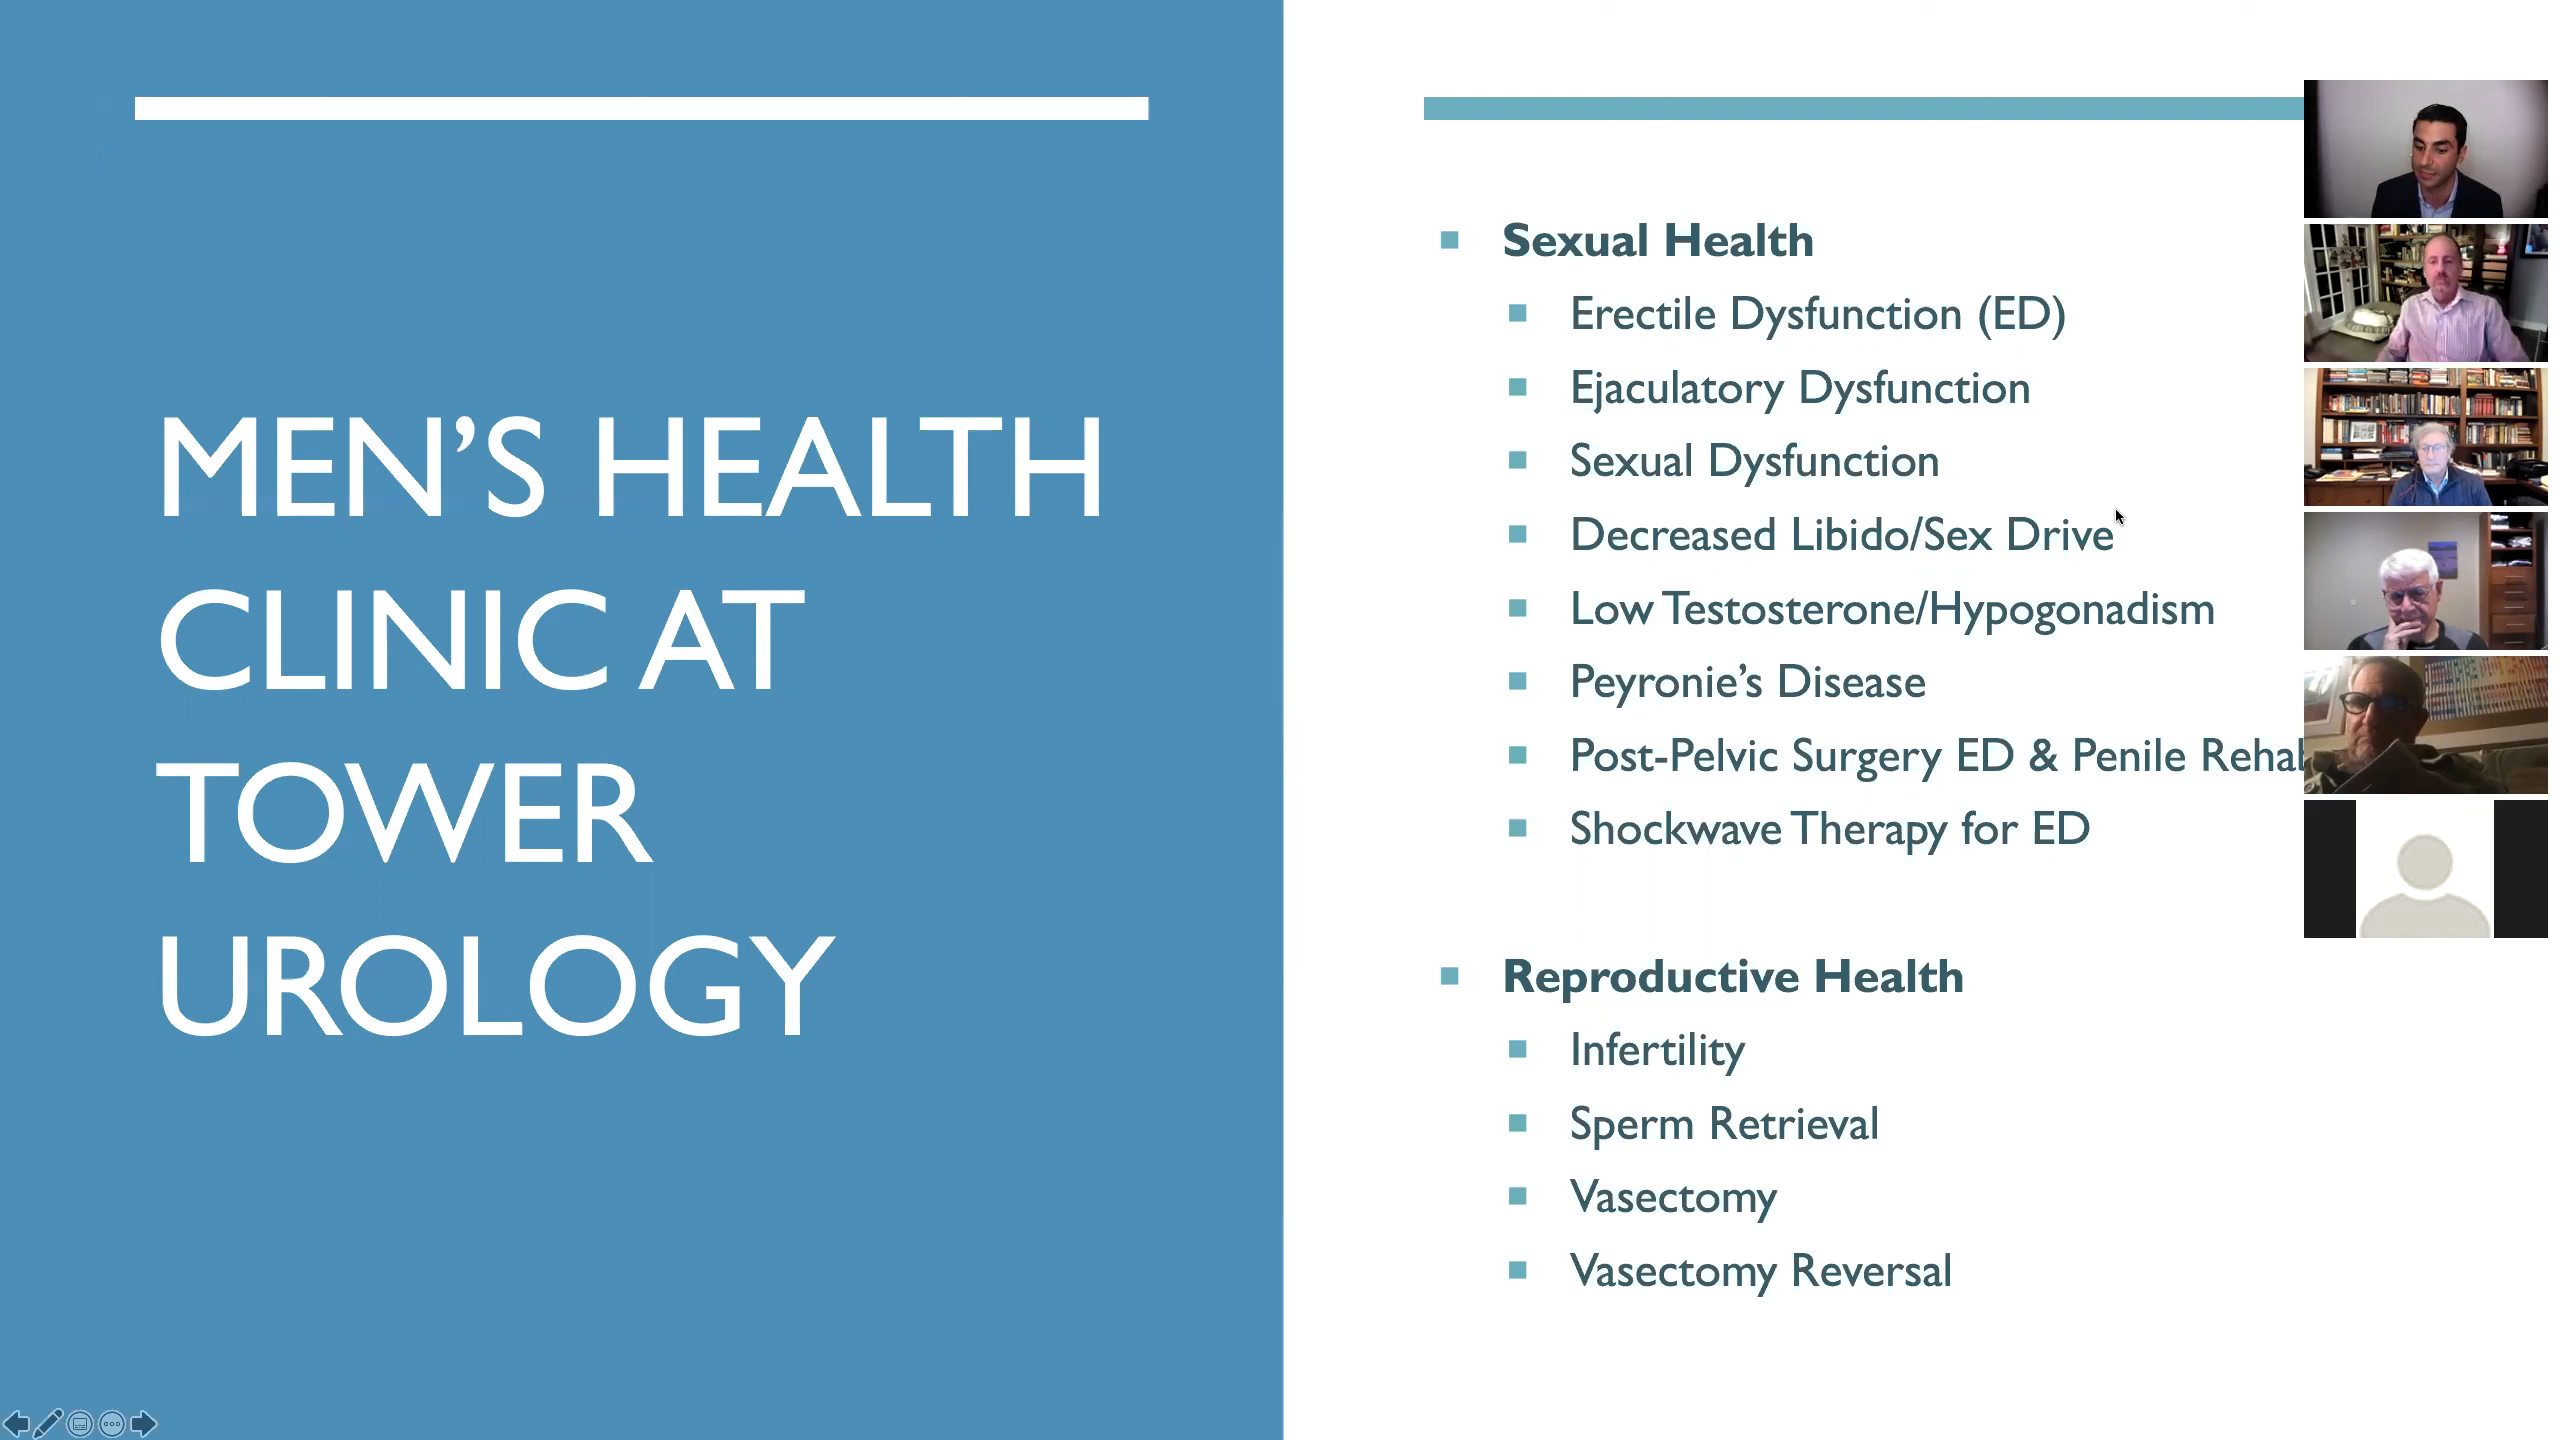 MEN’S HEALTH
CLINIC AT
TOWER
UROLOGY
Sexual Health
Erectile Dysfunction (ED)
Ejaculatory Dysfunction
Sexual Dysfunction
Decreased Libido/Sex Drive
Low Testosterone/Hypogonadism
Peyronie’s Disease
Post-Pelvic Surgery ED & Penile
Shockwave Therapy for ED
Reproductive Health
Infertility
Sperm Retrieval
Vasectomy
Vasectomy Reversal